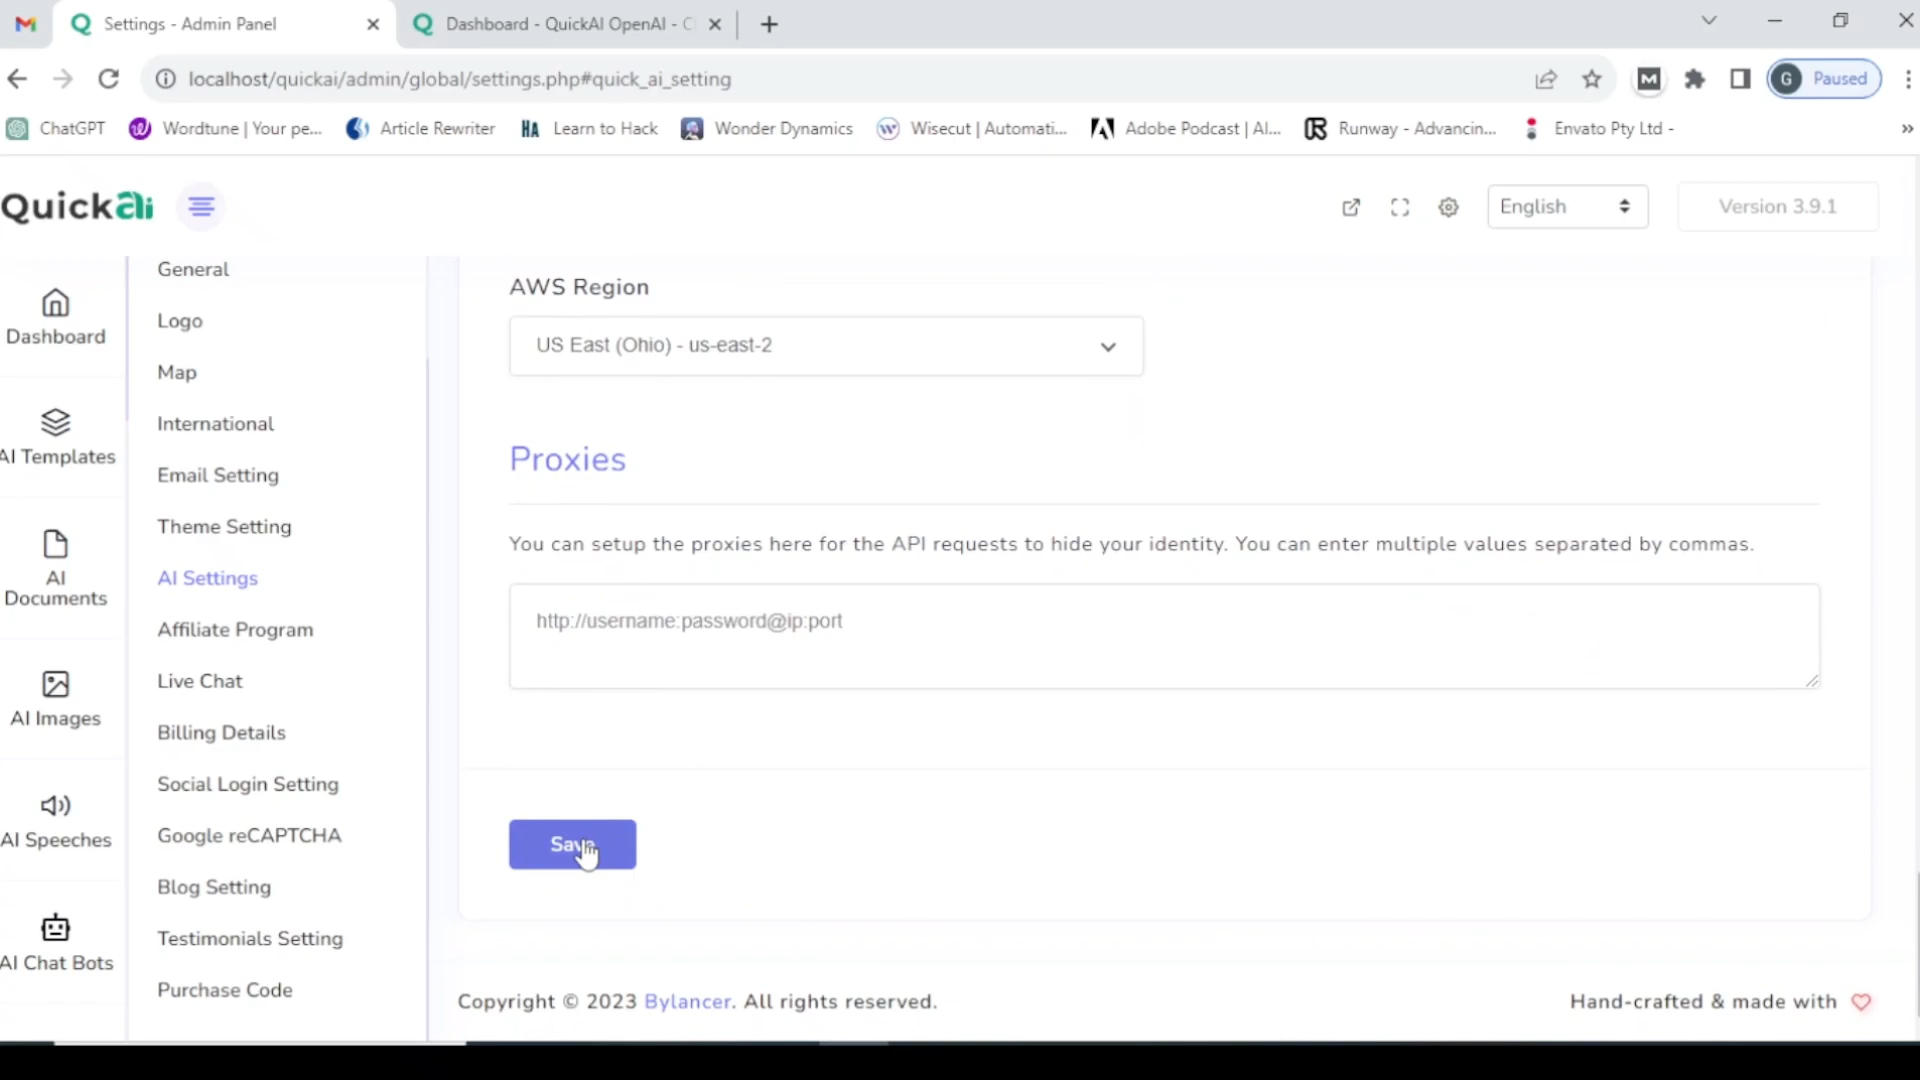 Settings - Admin Panel
Dashboard - QuickAI OpenAI - C
localhost/quickai/admin/global/settings.php#quick_ai_setting
G Paused
ChatGPT
Wordtune | Your pe...
Article Rewriter
HA Learn to Hack
Wonder Dynamics
Wisecut | Automati...
Adobe Podcast | AI...
Runway - Advancin...
Envato Pty Ltd -
QuickAi
English
Version 3.9.1
Dashboard
AI Templates
AI
Documents
AI Images
AI Speeches
AI Chat Bots
General
Logo
Map
International
Email Setting
Theme Setting
AI Settings
Affiliate Program
Live Chat
Billing Details
Social Login Setting
Google reCAPTCHA
Blog Setting
Testimonials Setting
Purchase Code
AWS Region
US East (Ohio) - us-east-2
Proxies
You can setup the proxies here for the API requests to hide your identity. You can enter multiple values separated by commas.
http://username:password@ip:port
Save
Copyright © 2023 Bylancer. All rights reserved.
Hand-crafted & made with